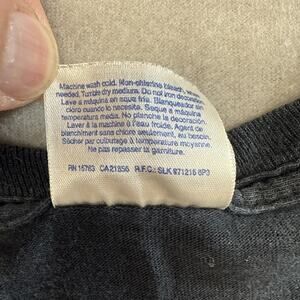 Machine wash cold. Non-chlorine bleach, when
needed. Tumble dry medium. Do not iron decoration.
Lave a máquina en agua fría. Blanqueador sin
cloro cuando lo necesite. Seque a máquina a
temperatura media. No planche la decoración.
Laver à la machine à l'eau froide. Agent de
blanchiment sans chlore seulement, au besoin.
Sécher par culbutage à température moyenne.
Ne pas repasser la garniture.
RN 15763 CA21856 R.F.C.: SLK 971216 6P3